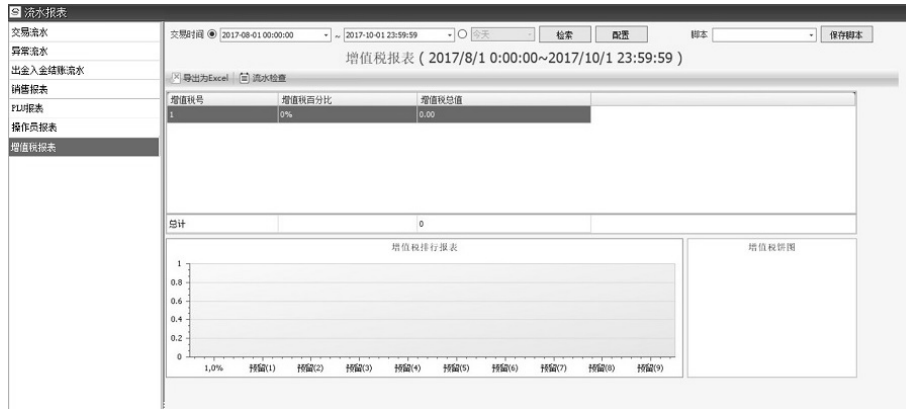 流水报表
交易流水
异常流水
出金入金结账流水
销售报表
PLU报表
操作员报表
增值税报表
交易时间 2017-08-01 00:00:00 ~ 2017-10-01 23:59:59 今天 检索 配置 脚本 保存脚本
增值税报表 ( 2017/8/1 0:00:00~2017/10/1 23:59:59 )
导出为Excel 流水检查
增值税号 增值税百分比 增值税总值
1 0% 0.00
总计 0
增值税排行报表
1
0.8
0.6
0.4
0.2
0
1,0% 预留(1) 预留(2) 预留(3) 预留(4) 预留(5) 预留(6) 预留(7) 预留(8) 预留(9)
增值税饼图